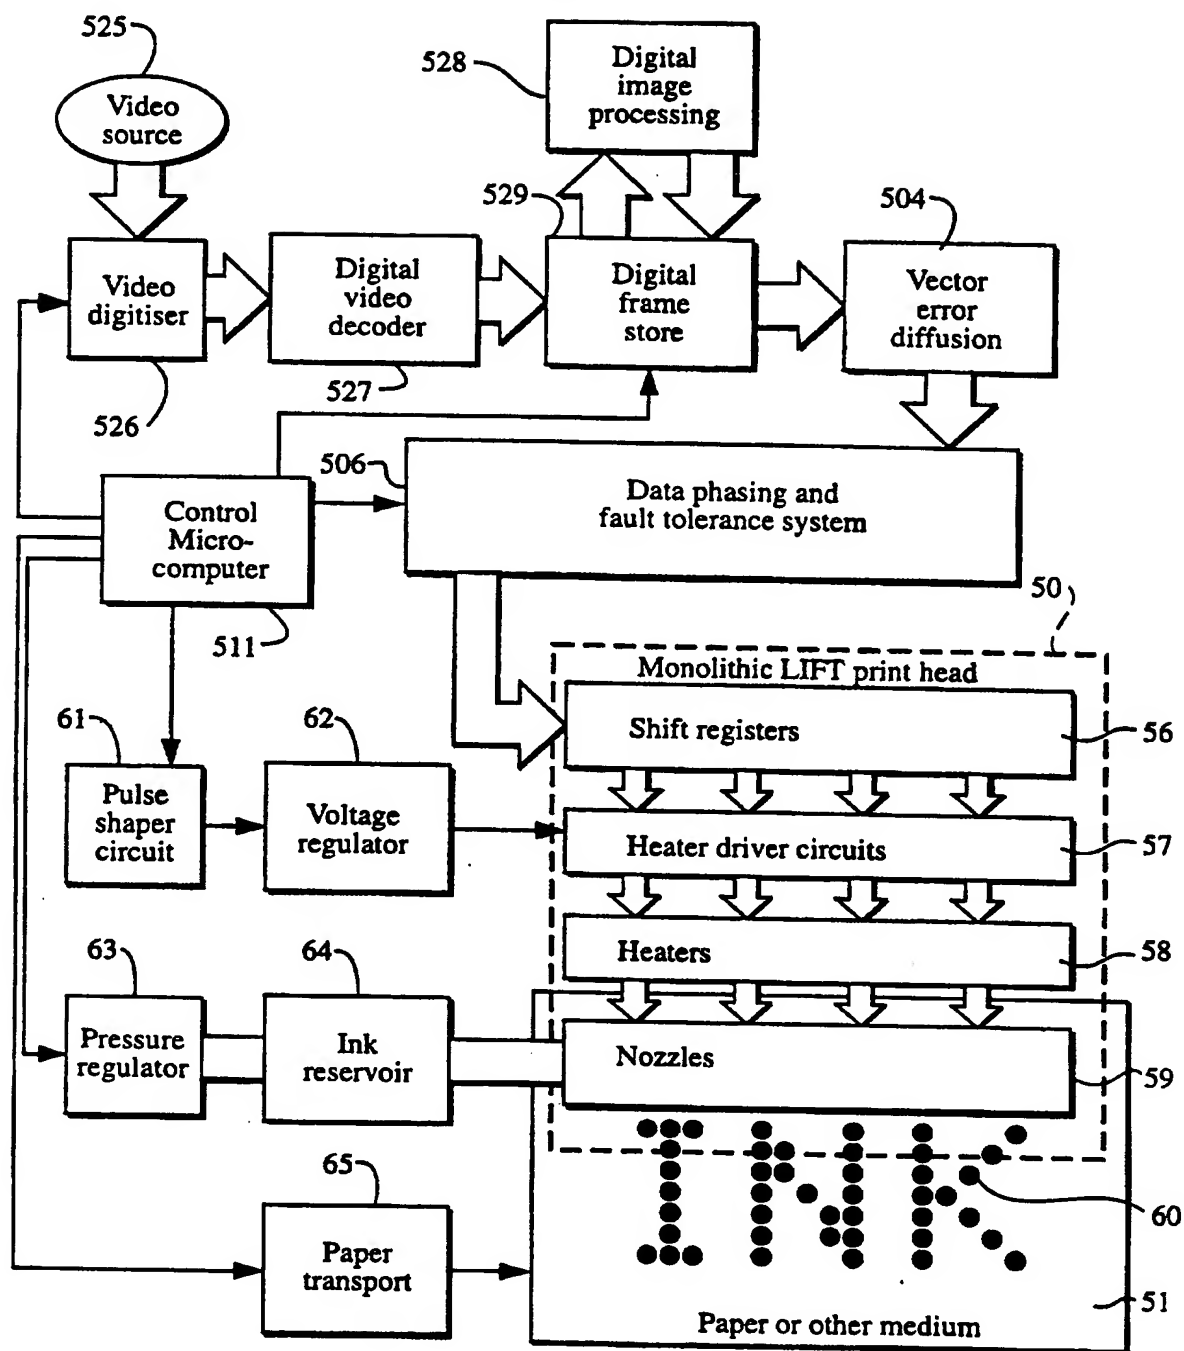 525
Video
source
528
Digital
image
processing
529
504
Video
digitiser
Digital
video
decoder
Digital
frame
store
Vector
error
diffusion
526
527
506
Control
Micro-
computer
Data phasing and
fault tolerance system
511
50
Monolithic LIFT print head
61
62
Shift registers
56
Pulse
shaper
circuit
Voltage
regulator
Heater driver circuits
57
63
64
Heaters
58
Pressure
regulator
Ink
reservoir
Nozzles
59
INK
65
60
Paper
transport
51
Paper or other medium